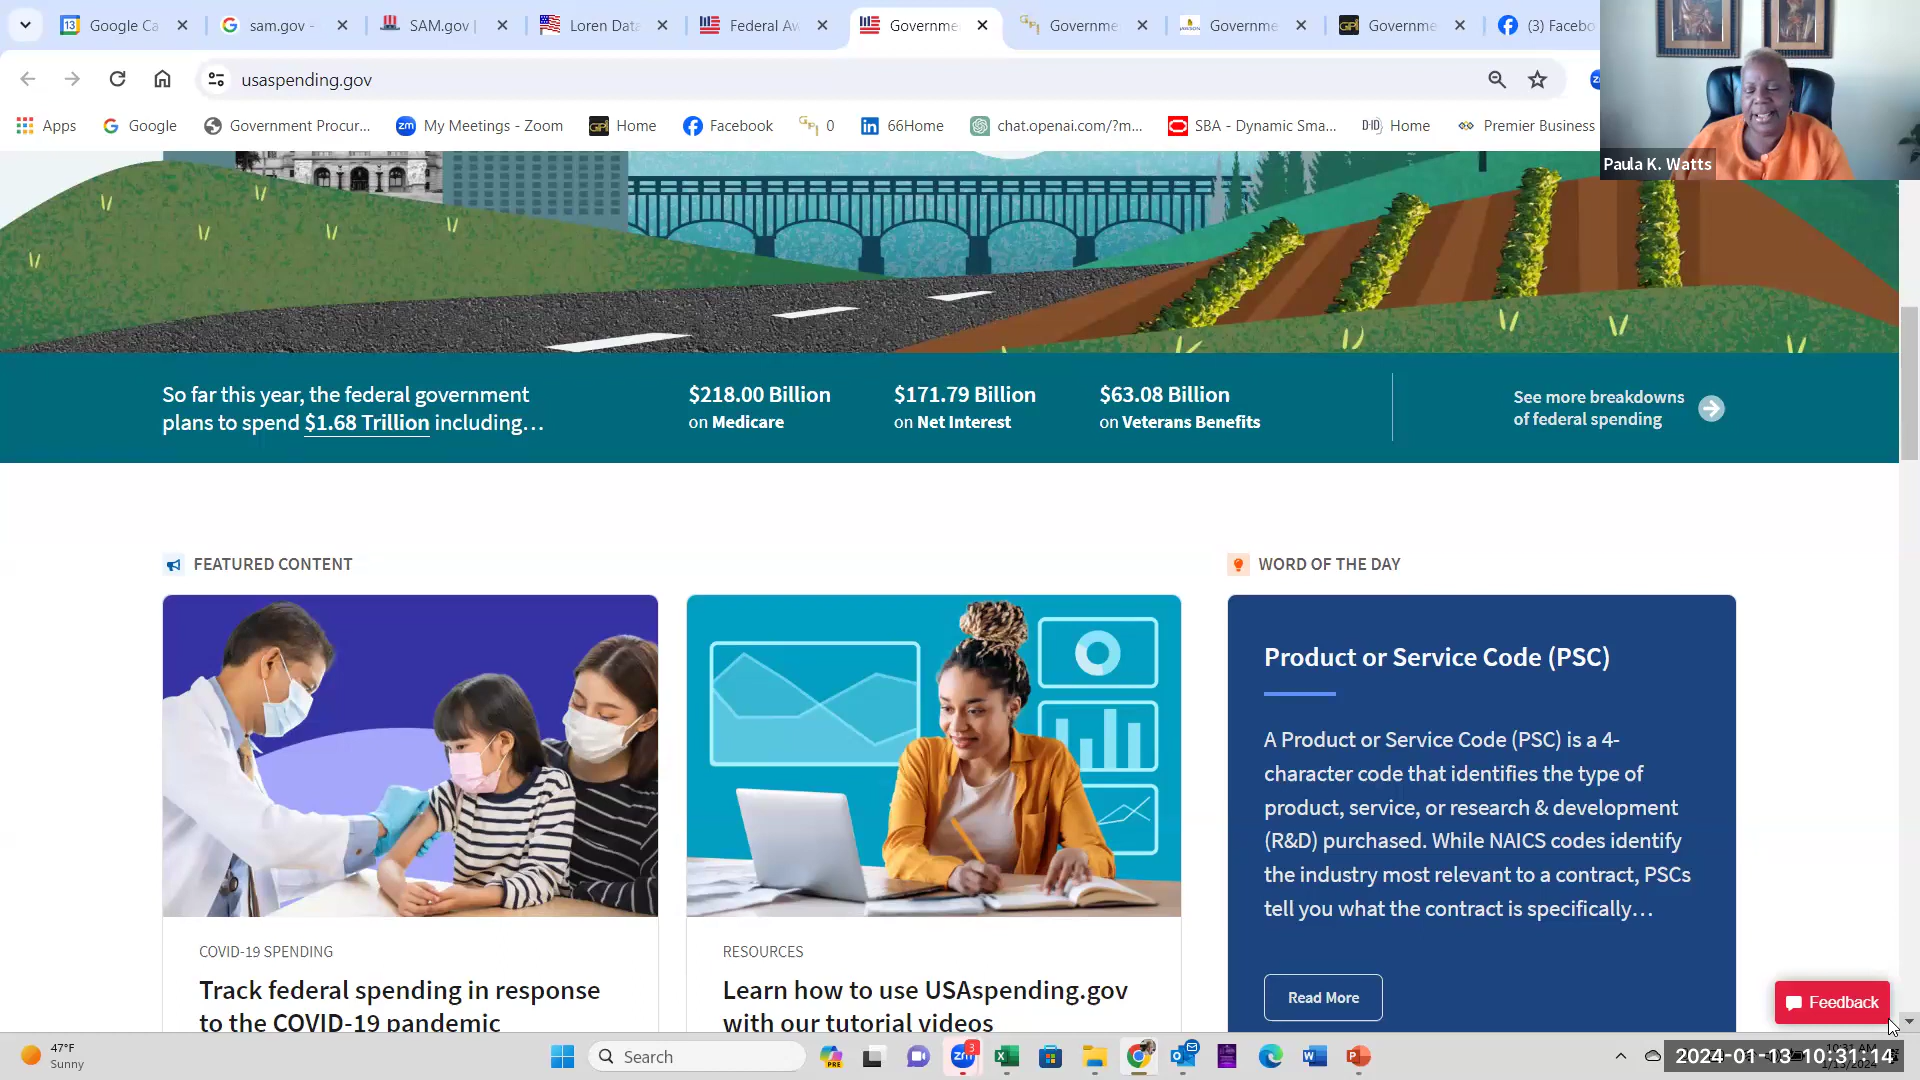 Google Ca
sam.gov -
SAM.gov |
Loren Data
Federal Aw
Governme
Governme
Governme
Governme
(3) Facebo
usaspending.gov
Apps
Google
Government Procur...
My Meetings - Zoom
Home
Facebook
0
66Home
chat.openai.com/?m...
SBA - Dynamic Sma...
Home
Premier Business
Paula K. Watts
So far this year, the federal government
plans to spend $1.68 Trillion including...
$218.00 Billion
on Medicare
$171.79 Billion
on Net Interest
$63.08 Billion
on Veterans Benefits
See more breakdowns
of federal spending
FEATURED CONTENT
COVID-19 SPENDING
Track federal spending in response
to the COVID-19 pandemic
RESOURCES
Learn how to use USAspending.gov
with our tutorial videos
WORD OF THE DAY
Product or Service Code (PSC)
A Product or Service Code (PSC) is a 4-
character code that identifies the type of
product, service, or research & development
(R&D) purchased. While NAICS codes identify
the industry most relevant to a contract, PSCs
tell you what the contract is specifically...
Read More
Feedback
47°F
Sunny
Search
2024-01-13 10:31:14